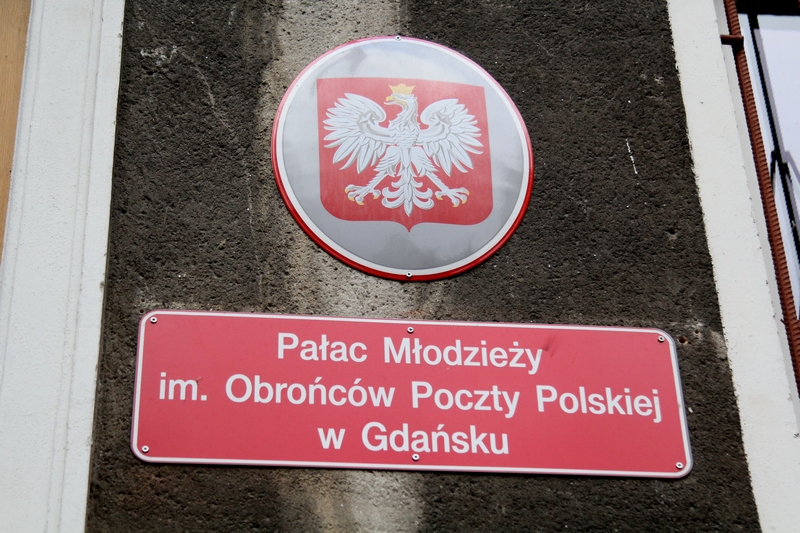 Pałac Młodzieży
im. Obrońców Poczty Polskiej
w Gdańsku